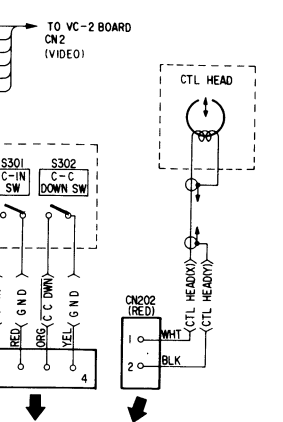 TO VC-2 BOARD
CN2
(VIDEO)
CTL HEAD
S301
C-IN
SW
S302
C-C
DOWN SW
GND
CC DWN
GND
RED
ORG
YEL
4
CN202
(RED)
1
WHT
CTL HEAD(X)
2
BLK
CTL HEAD(Y)